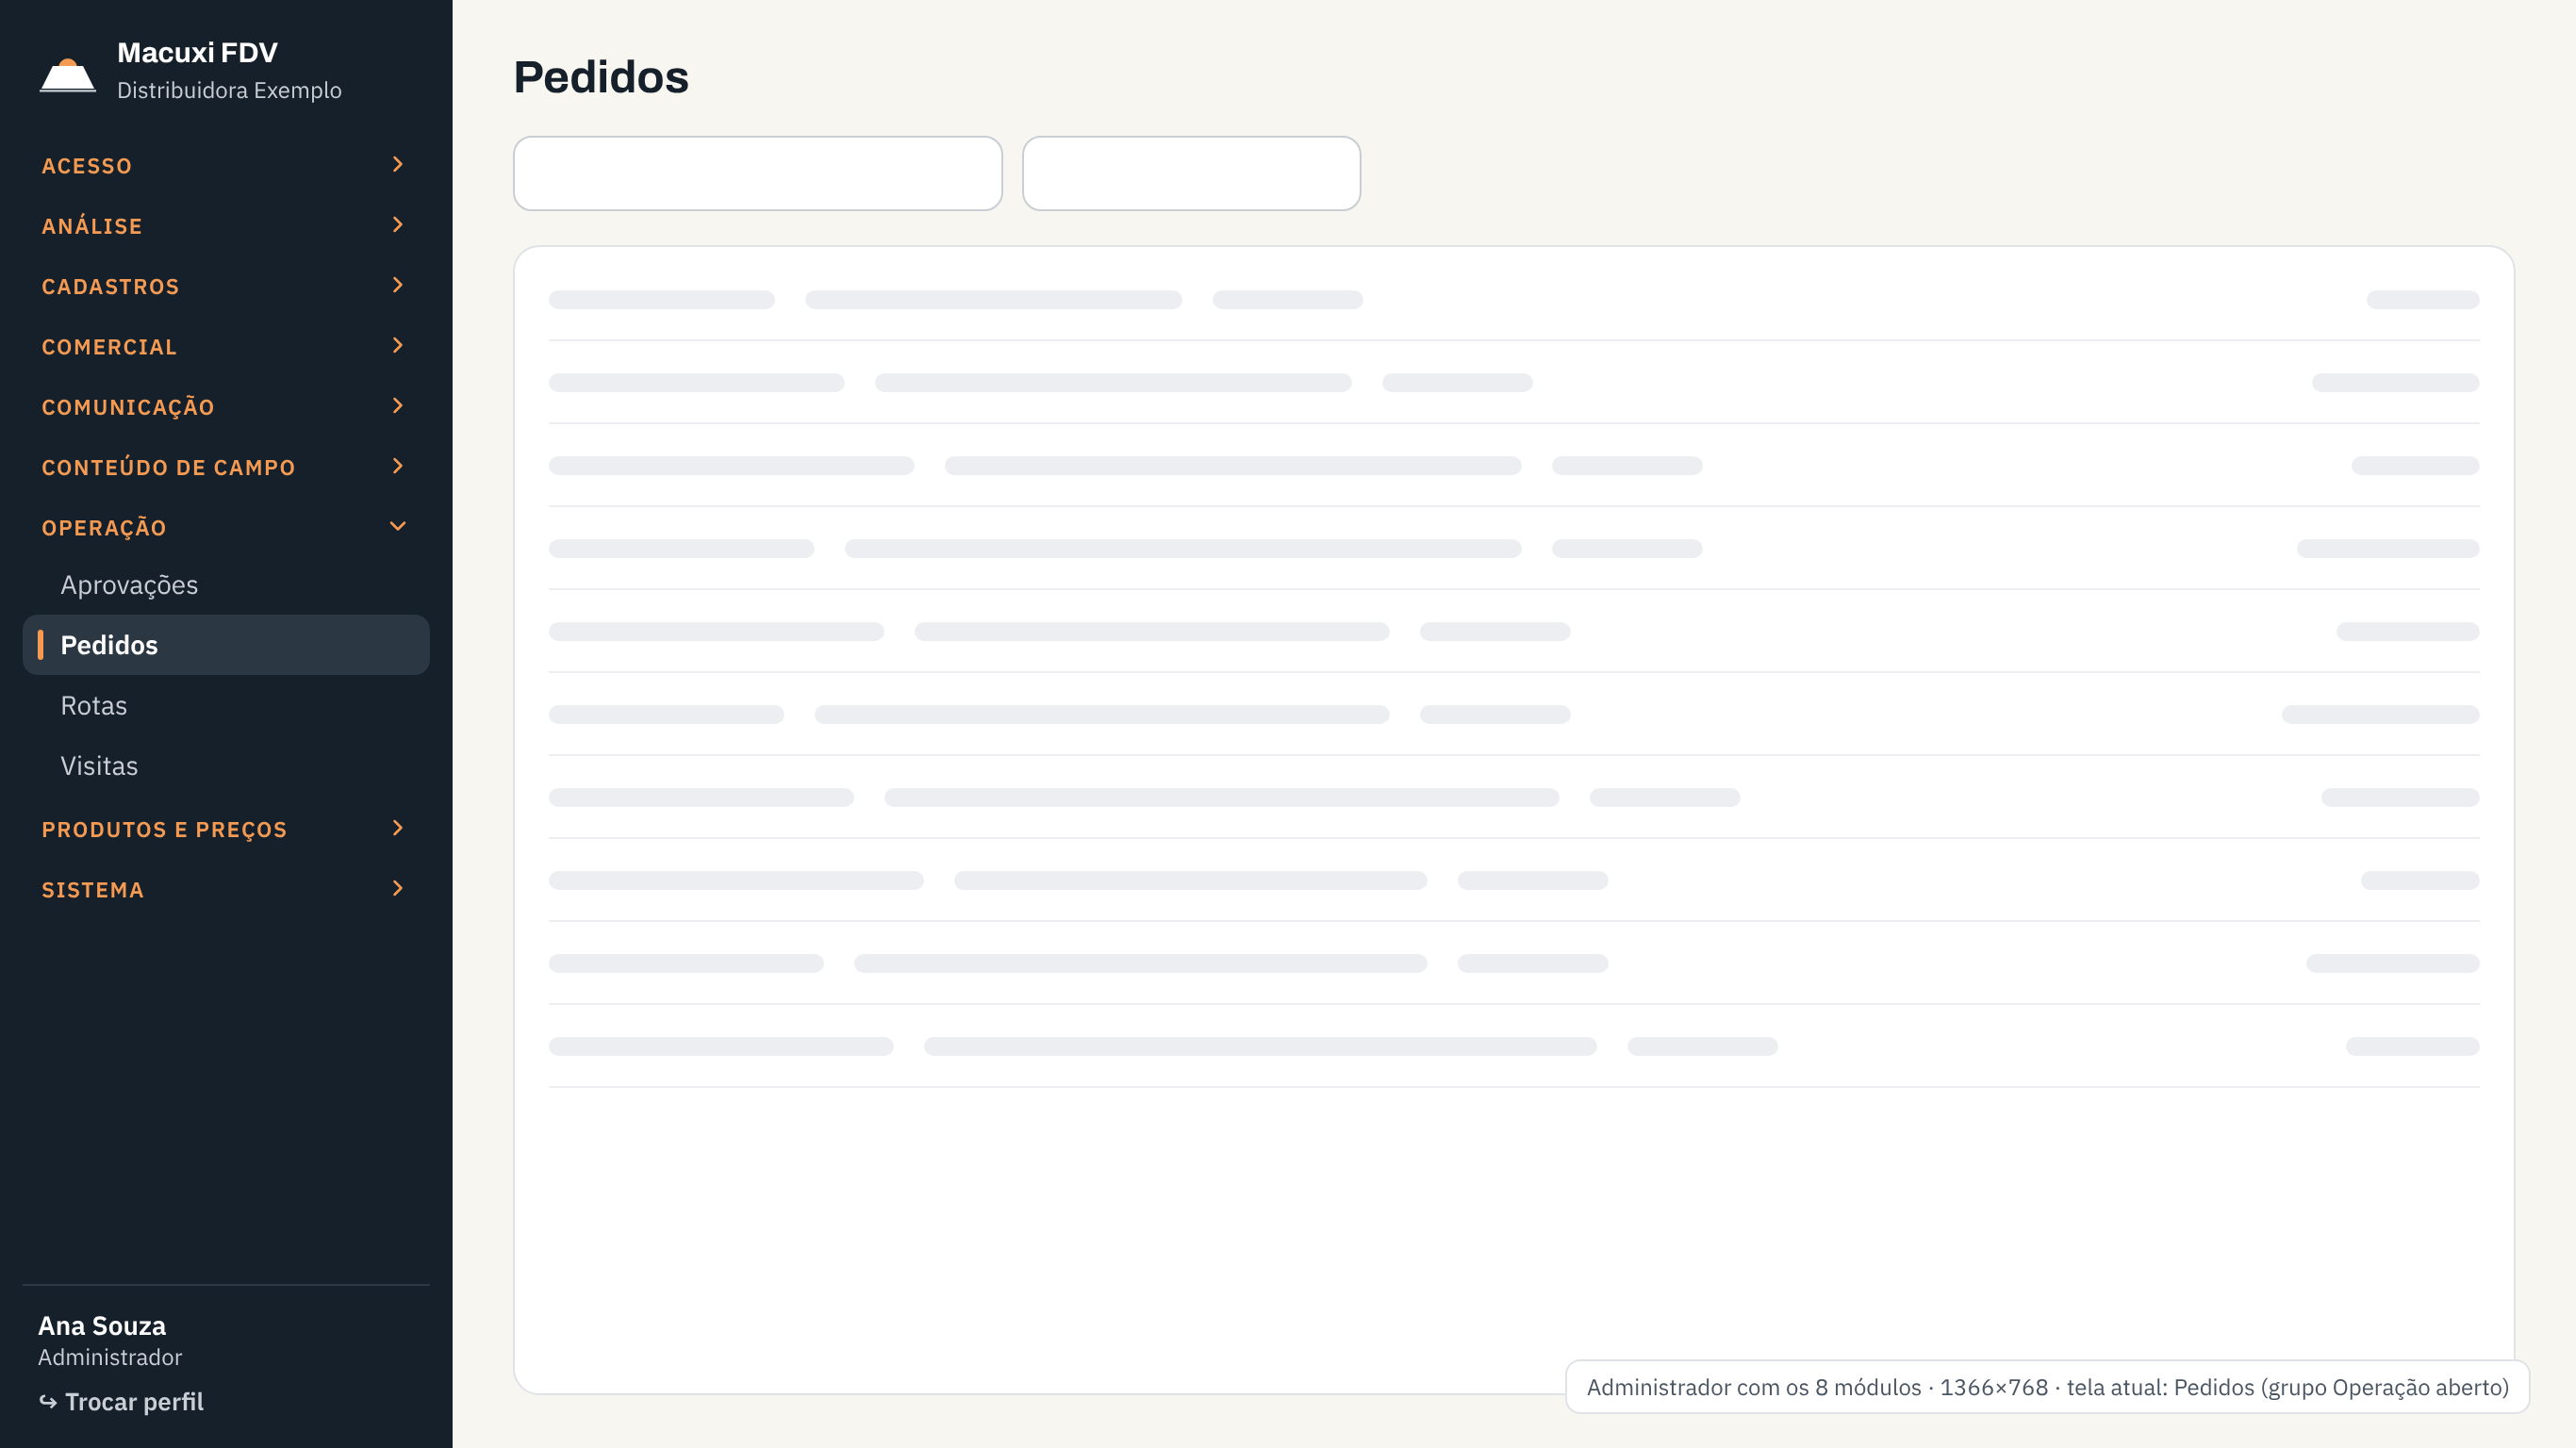 Macuxi FDV
Distribuidora Exemplo
ACESSO
ANÁLISE
CADASTROS
COMERCIAL
COMUNICAÇÃO
CONTEÚDO DE CAMPO
OPERAÇÃO
Aprovações
Pedidos
Rotas
Visitas
PRODUTOS E PREÇOS
SISTEMA
Ana Souza
Administrador
↪ Trocar perfil
Pedidos
Administrador com os 8 módulos · 1366×768 · tela atual: Pedidos (grupo Operação aberto)